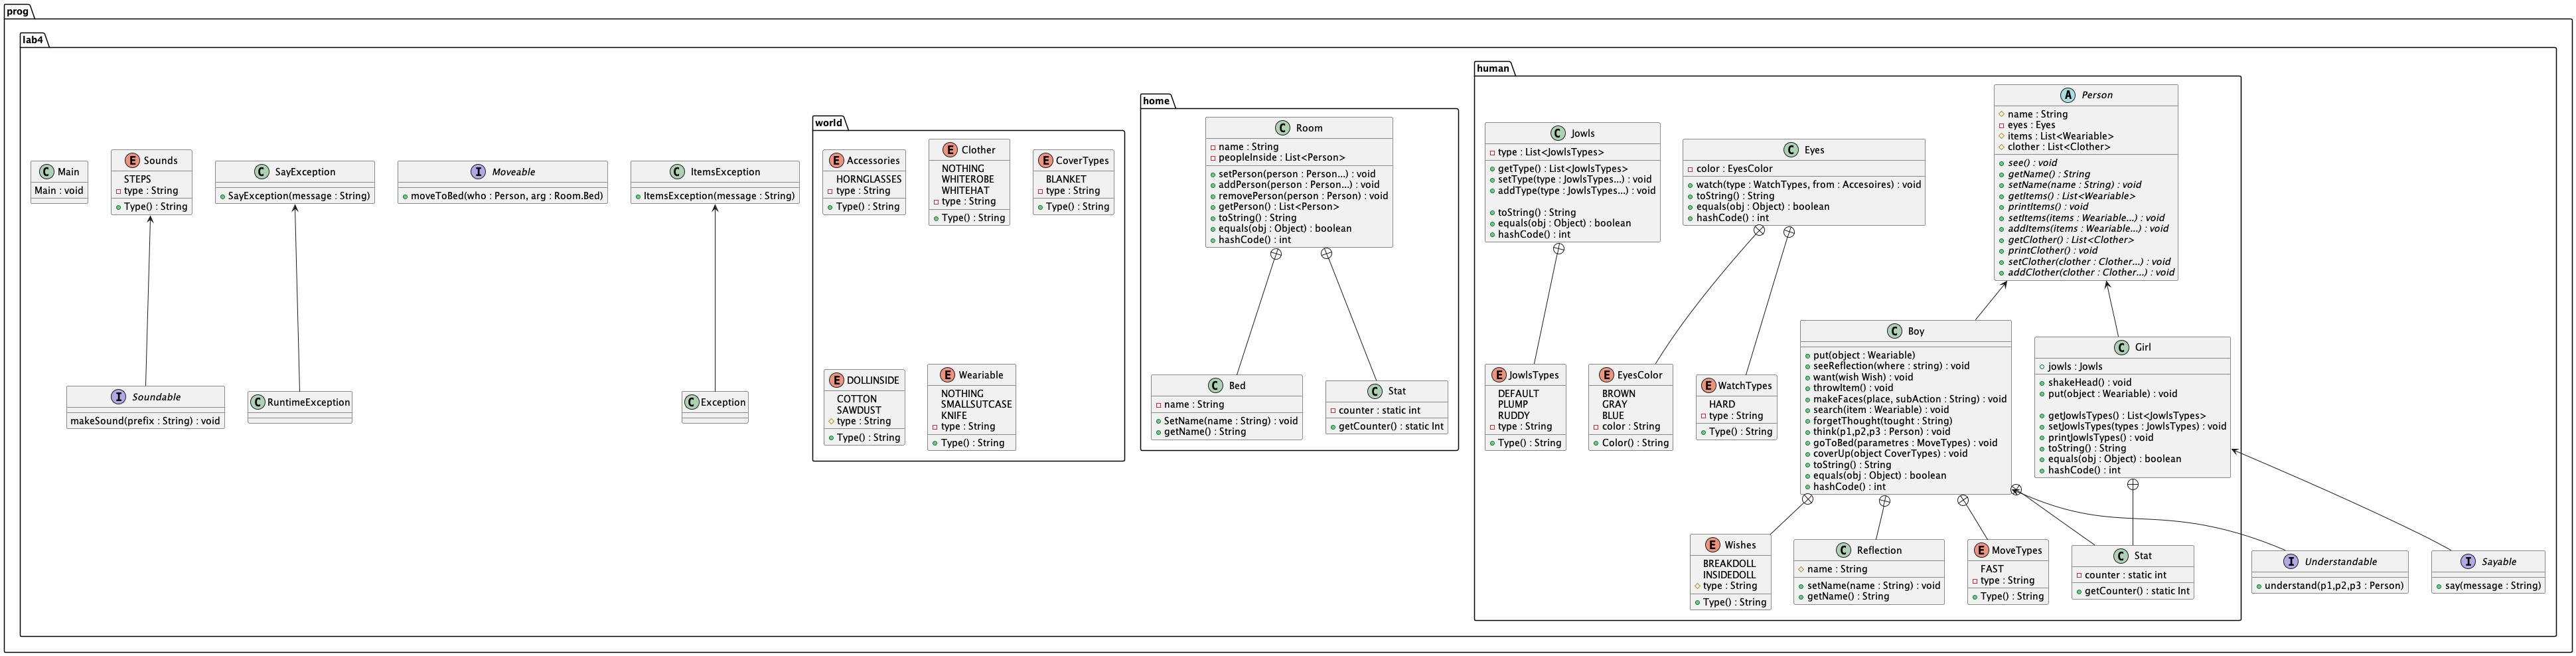 prog
lab4
Main
Main : void
Sounds
STEPS
type : String
Type() : String
Soundable
makeSound(prefix : String) : void
SayException
SayException(message : String)
RuntimeException
Moveable
moveToBed(who : Person, arg : Room.Bed)
ItemsException
ItemsException(message : String)
Exception
world
Accessories
HORNGLASSES
type : String
Type() : String
Clother
NOTHING
WHITEROBE
WHITEHAT
type : String
Type() : String
CoverTypes
BLANKET
type : String
Type() : String
DOLLINSIDE
COTTON
SAWDUST
type : String
Type() : String
Weariable
NOTHING
SMALLSUTCASE
KNIFE
type : String
Type() : String
home
Room
name : String
peopleInside : List<Person>
setPerson(person : Person...) : void
addPerson(person : Person...) : void
removePerson(person : Person) : void
getPerson() : List<Person>
toString() : String
equals(obj : Object) : boolean
hashCode() : int
Bed
name : String
SetName(name : String) : void
getName() : String
Stat
counter : static int
getCounter() : static Int
human
Jowls
type : List<JowlsTypes>
getType() : List<JowlsTypes>
setType(type : JowlsTypes...) : void
addType(type : JowlsTypes...) : void
toString() : String
equals(obj : Object) : boolean
hashCode() : int
JowlsTypes
DEFAULT
PLUMP
RUDDY
type : String
Type() : String
Eyes
color : EyesColor
watch(type : WatchTypes, from : Accesoires) : void
toString() : String
equals(obj : Object) : boolean
hashCode() : int
EyesColor
BROWN
GRAY
BLUE
color : String
Color() : String
WatchTypes
HARD
type : String
Type() : String
Person
name : String
eyes : Eyes
items : List<Weariable>
clother : List<Clother>
see() : void
getName() : String
setName(name : String) : void
getItems() : List<Wearlable>
printItems() : void
setItems(items : Weariable...) : void
addItems(items : Weariable...) : void
getClother() : List<Clother>
printClother() : void
setClother(clother : Clother...) : void
addClother(clother : Clother...) : void
Boy
put(object : Wearlable)
seeReflection(where : string) : void
want(wish Wish) : void
throwItem() : void
makeFaces(place, subAction : String) : void
search(item : Wearlable) : void
forgetThought(tought : String)
think(p1,p2,p3 : Person) : void
goToBed(parametres : MoveTypes) : void
coverUp(object CoverTypes) : void
toString() : String
equals(obj : Object) : boolean
hashCode() : int
Girl
jowls : Jowls
shakeHead() : void
put(object : Weariable) : void
getJowlsTypes() : List<JowlsTypes>
setJowlsTypes(types : JowlsTypes) : void
printJowlsTypes() : void
toString() : String
equals(obj : Object) : boolean
hashCode() : int
Wishes
BREAKDOLL
INSIDEDOLL
type : String
Type() : String
Reflection
name : String
setName(name : String) : void
getName() : String
MoveTypes
FAST
type : String
Type() : String
Stat
counter : static int
getCounter() : static Int
Understandable
understand(p1,p2,p3 : Person)
Sayable
say(message : String)